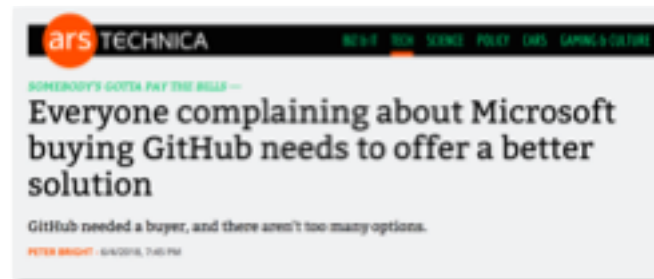 ars TECHNICA
BIZ & IT TECH SCIENCE POLICY CARS GAMING & CULTURE
SOMEBODY'S GOTTA PAY THE BILLS —
Everyone complaining about Microsoft
buying GitHub needs to offer a better
solution
GitHub needed a buyer, and there aren't too many options.
PETER BRIGHT - 6/4/2018, 7:45 PM